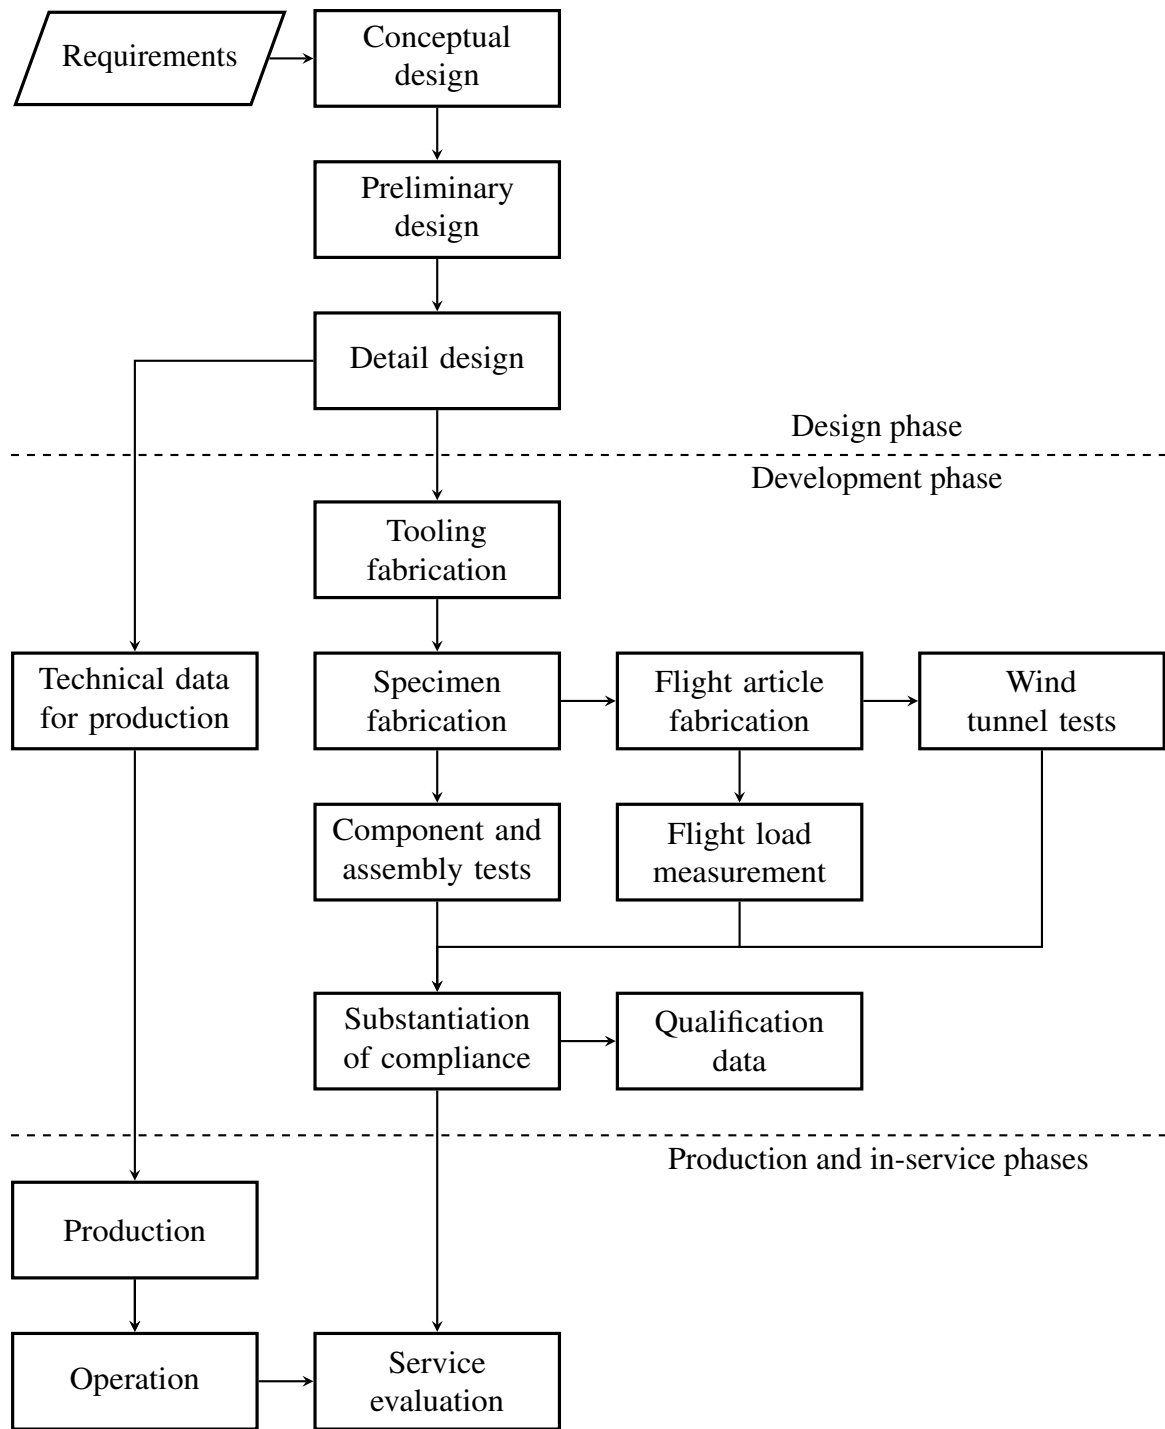 Requirements
Conceptual
design
Preliminary
design
Detail design
Design phase
Development phase
Tooling
fabrication
Technical data
for production
Specimen
fabrication
Flight article
fabrication
Wind
tunnel tests
Component and
assembly tests
Flight load
measurement
Substantiation
of compliance
Qualification
data
Production and in-service phases
Production
Operation
Service
evaluation